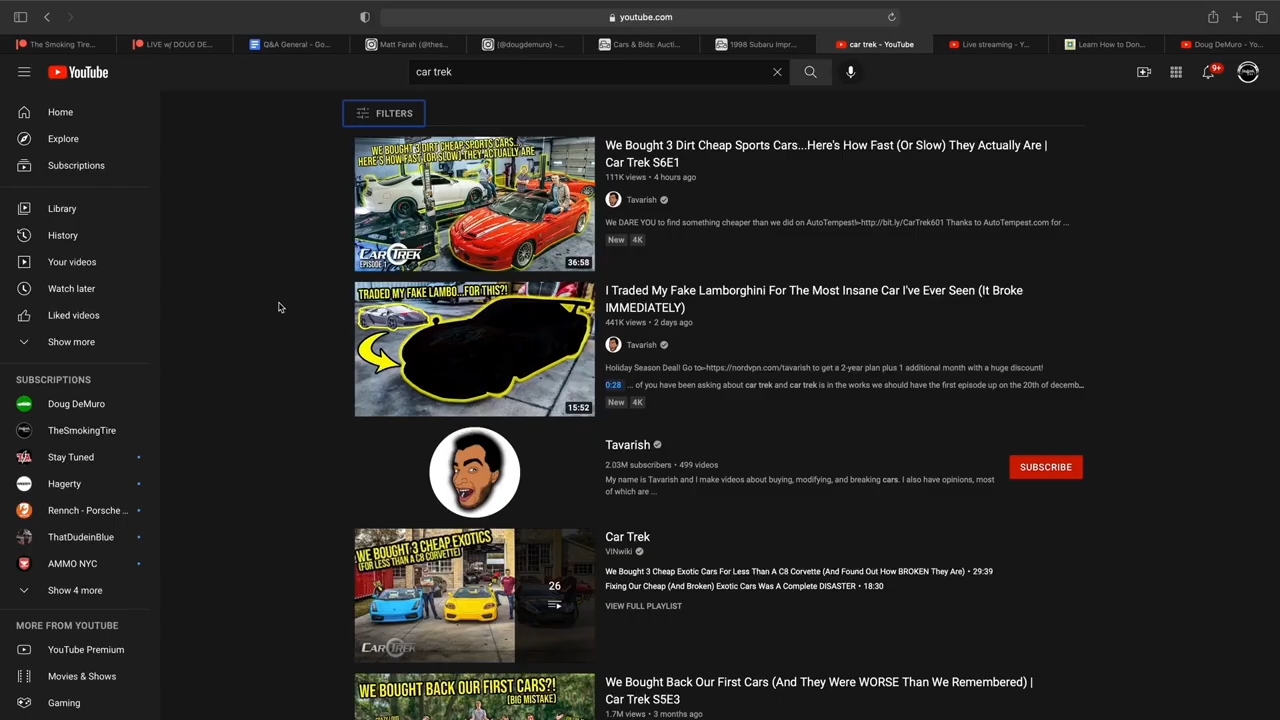 youtube.com
The Smoking Tire...
LIVE w/ DOUG DE...
Q&A General - Go...
Matt Farah (@thes...
(@dougdemuro) •...
Cars & Bids: Aucti...
1998 Subaru Impr...
car trek - YouTube
Live streaming - Y...
Learn How to Don...
Doug DeMuro - Yo...
YouTube
car trek
9+
Home
Explore
Subscriptions
Library
History
Your videos
Watch later
Liked videos
Show more
SUBSCRIPTIONS
Doug DeMuro
TheSmokingTire
Stay Tuned
Hagerty
Rennch - Porsche ...
ThatDudeinBlue
AMMO NYC
Show 4 more
MORE FROM YOUTUBE
YouTube Premium
Movies & Shows
Gaming
FILTERS
WE BOUGHT 3 DIRT CHEAP SPORTS CARS...
HERE'S HOW FAST (OR SLOW) THEY ACTUALLY ARE
CAR TREK
EPISODE 1
36:58
We Bought 3 Dirt Cheap Sports Cars...Here's How Fast (Or Slow) They Actually Are |
Car Trek S6E1
111K views • 4 hours ago
Tavarish
We DARE YOU to find something cheaper than we did on AutoTempest!»http://bit.ly/CarTrek601 Thanks to AutoTempest.com for ...
New
4K
TRADED MY FAKE LAMBO...FOR THIS?!
15:52
I Traded My Fake Lamborghini For The Most Insane Car I've Ever Seen (It Broke
IMMEDIATELY)
441K views • 2 days ago
Tavarish
Holiday Season Deal! Go to»https://nordvpn.com/tavarish to get a 2-year plan plus 1 additional month with a huge discount!
0:28 ... of you have been asking about car trek and car trek is in the works we should have the first episode up on the 20th of decemb...
New
4K
Tavarish
2.03M subscribers • 499 videos
My name is Tavarish and I make videos about buying, modifying, and breaking cars. I also have opinions, most
of which are ...
SUBSCRIBE
WE BOUGHT 3 CHEAP EXOTICS
(FOR LESS THAN A C8 CORVETTE)
CAR TREK
26
Car Trek
VINwiki
We Bought 3 Cheap Exotic Cars For Less Than A C8 Corvette (And Found Out How BROKEN They Are) • 29:39
Fixing Our Cheap (And Broken) Exotic Cars Was A Complete DISASTER • 18:30
VIEW FULL PLAYLIST
WE BOUGHT BACK OUR FIRST CARS?!
(BIG MISTAKE)
We Bought Back Our First Cars (And They Were WORSE Than We Remembered) |
Car Trek S5E3
1.7M views • 3 months ago